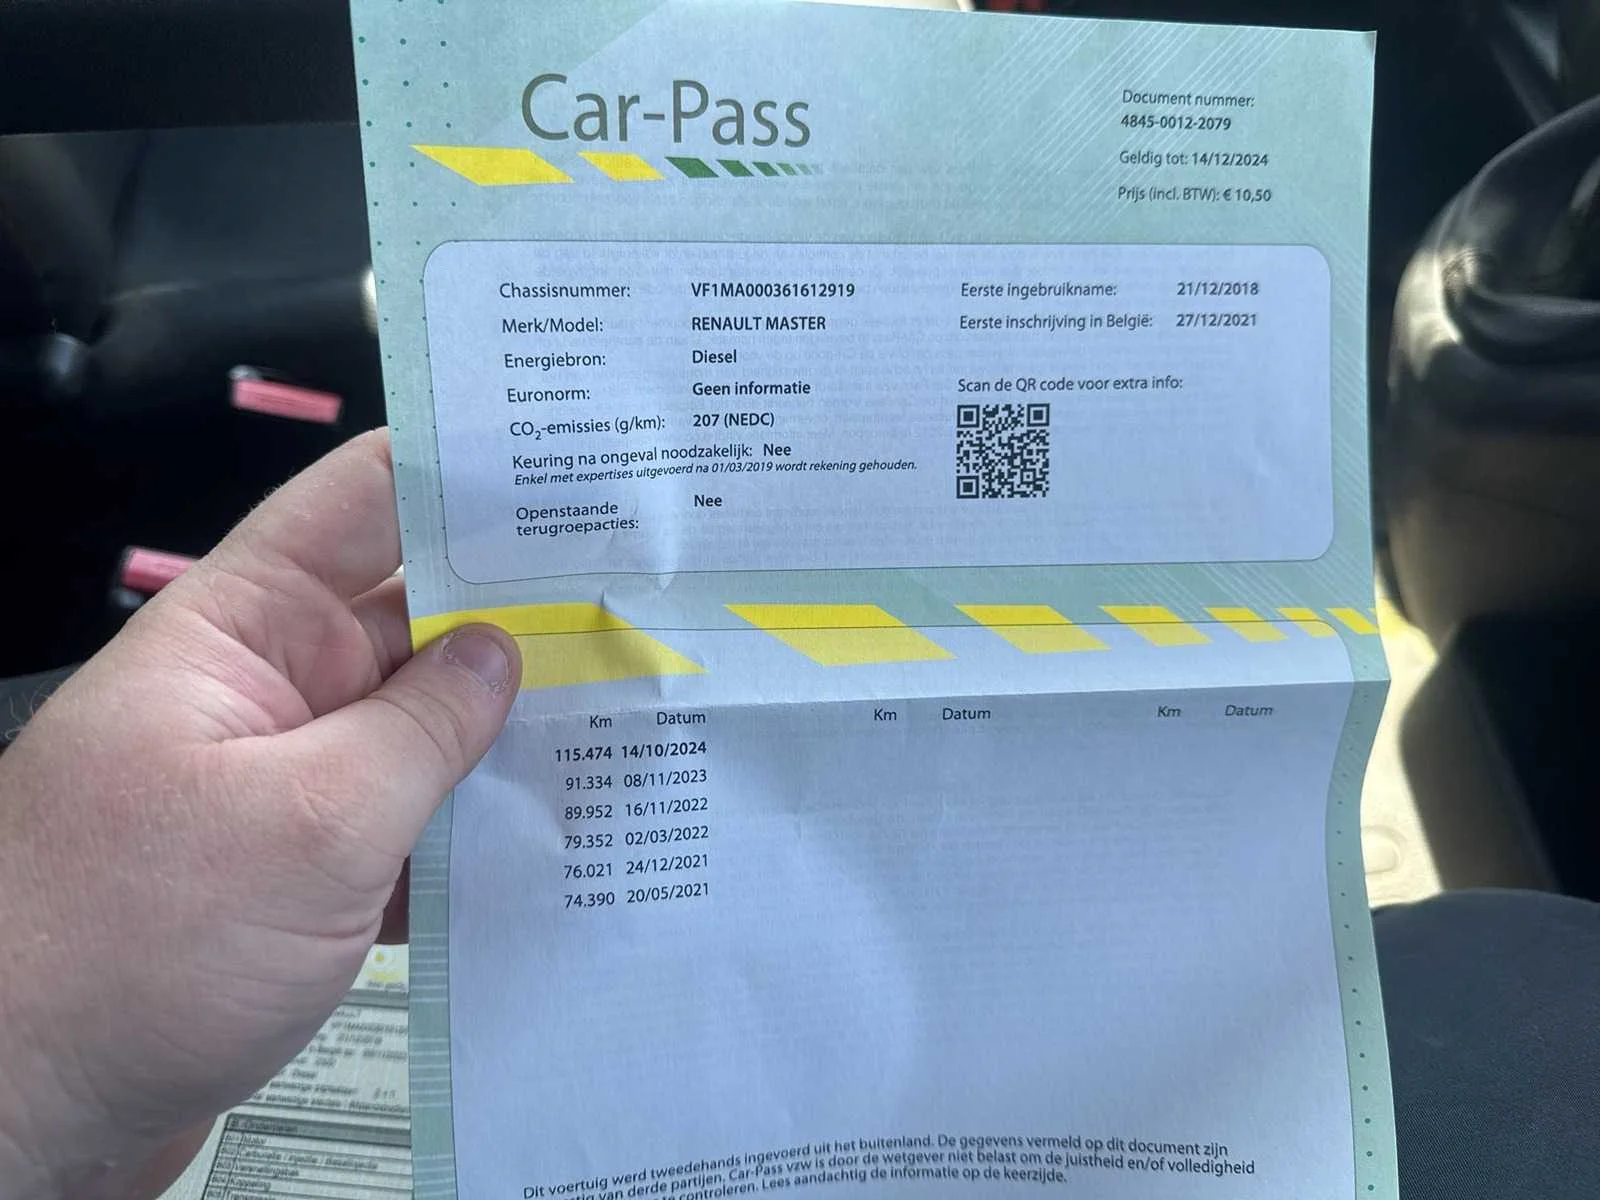 Car-Pass
Document nummer:
4845-0012-2079
Geldig tot: 14/12/2024
Prijs (incl. BTW): € 10,50
Chassisnummer: VF1MA000361612919
Merk/Model: RENAULT MASTER
Energiebron: Diesel
Euronorm: Geen informatie
CO2-emissies (g/km): 207 (NEDC)
Keuring na ongeval noodzakelijk: Nee
Enkel met expertises uitgevoerd na 01/03/2019 wordt rekening gehouden.
Openstaande
terugroepacties: Nee
Eerste ingebruikname: 21/12/2018
Eerste inschrijving in België: 27/12/2021
Scan de QR code voor extra info:
Km Datum Km Datum Km Datum
115.474 14/10/2024
91.334 08/11/2023
89.952 16/11/2022
79.352 02/03/2022
76.021 24/12/2021
74.390 20/05/2021
Dit voertuig werd tweedehands ingevoerd uit het buitenland. De gegevens vermeld op dit document zijn
van derde partijen. Car-Pass vzw is door de wetgever niet belast om de juistheid en/of volledigheid
controleren. Lees aandachtig de informatie op de keerzijde.